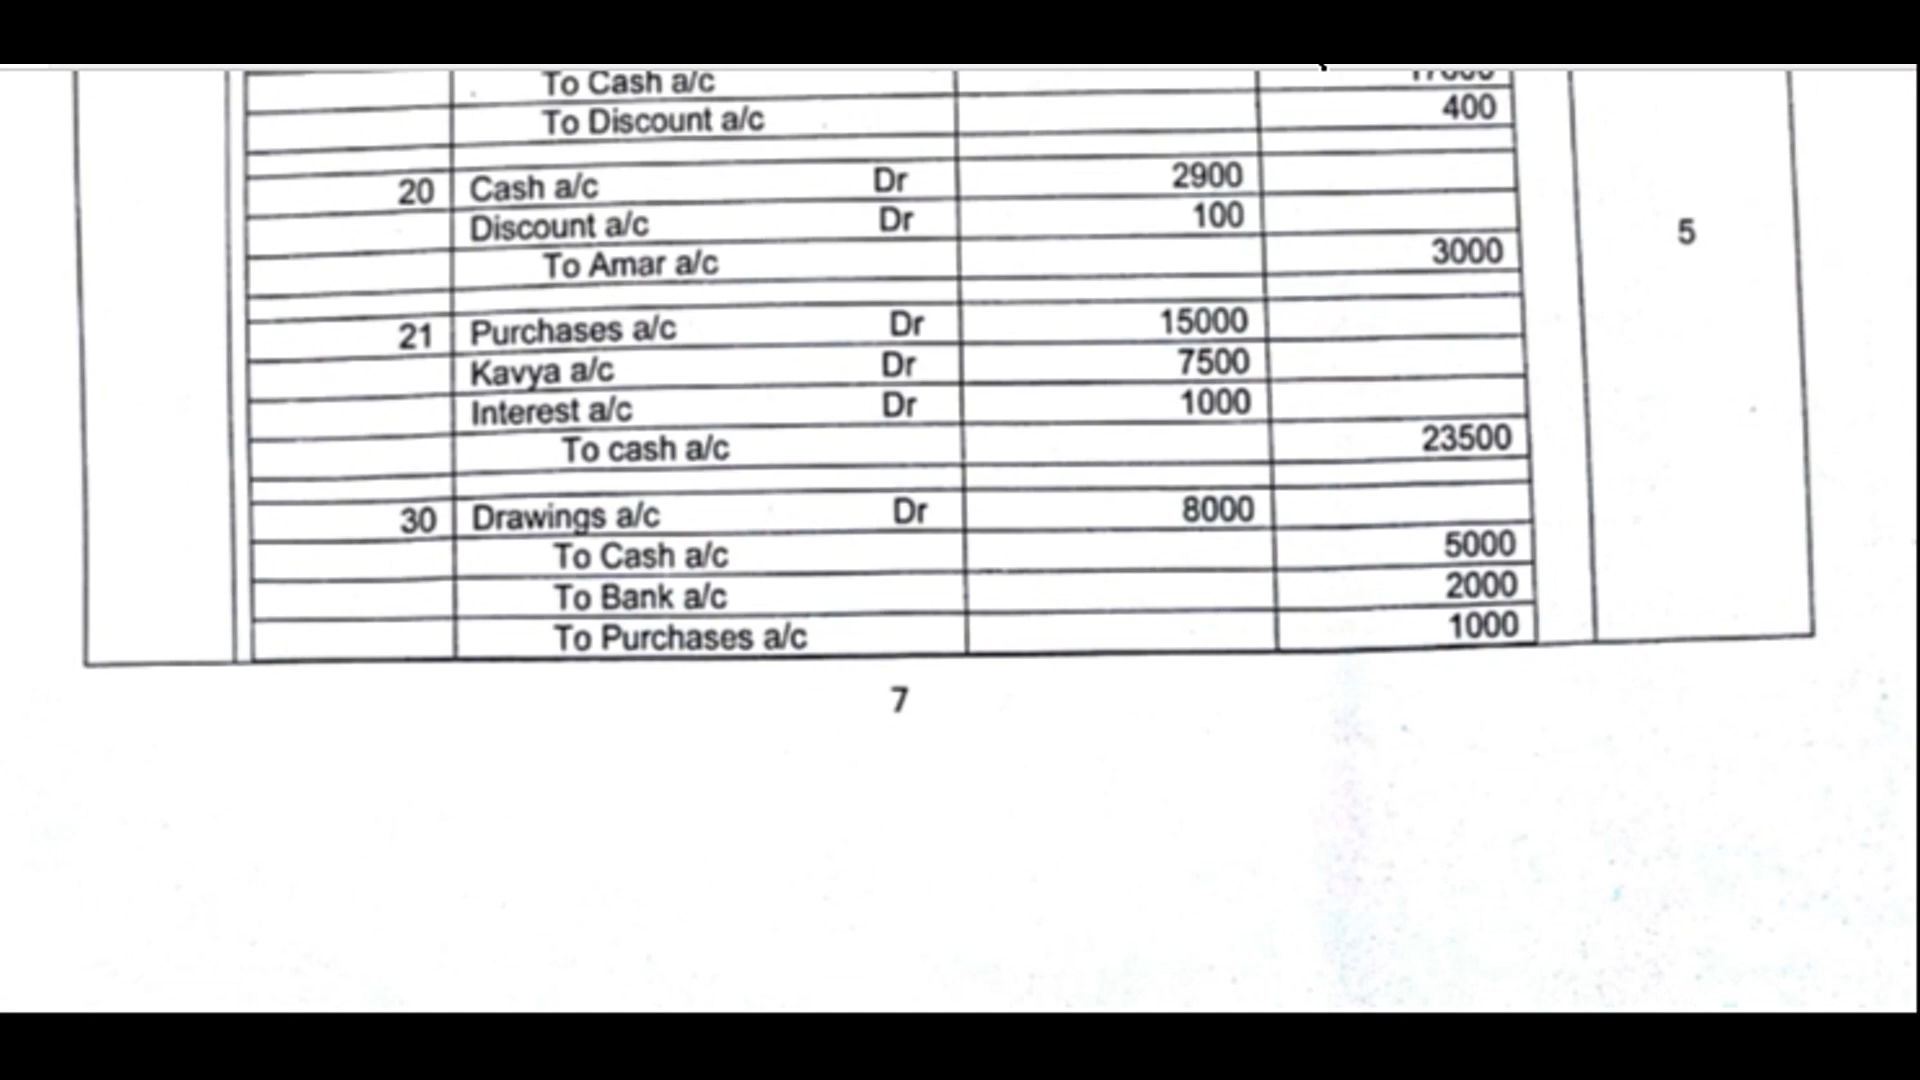 To Cash a/c
To Discount a/c 400
20 Cash a/c Dr 2900
Discount a/c Dr 100
To Amar a/c 3000
5
21 Purchases a/c Dr 15000
Kavya a/c Dr 7500
Interest a/c Dr 1000
To cash a/c 23500
30 Drawings a/c Dr 8000
To Cash a/c 5000
To Bank a/c 2000
To Purchases a/c 1000
7